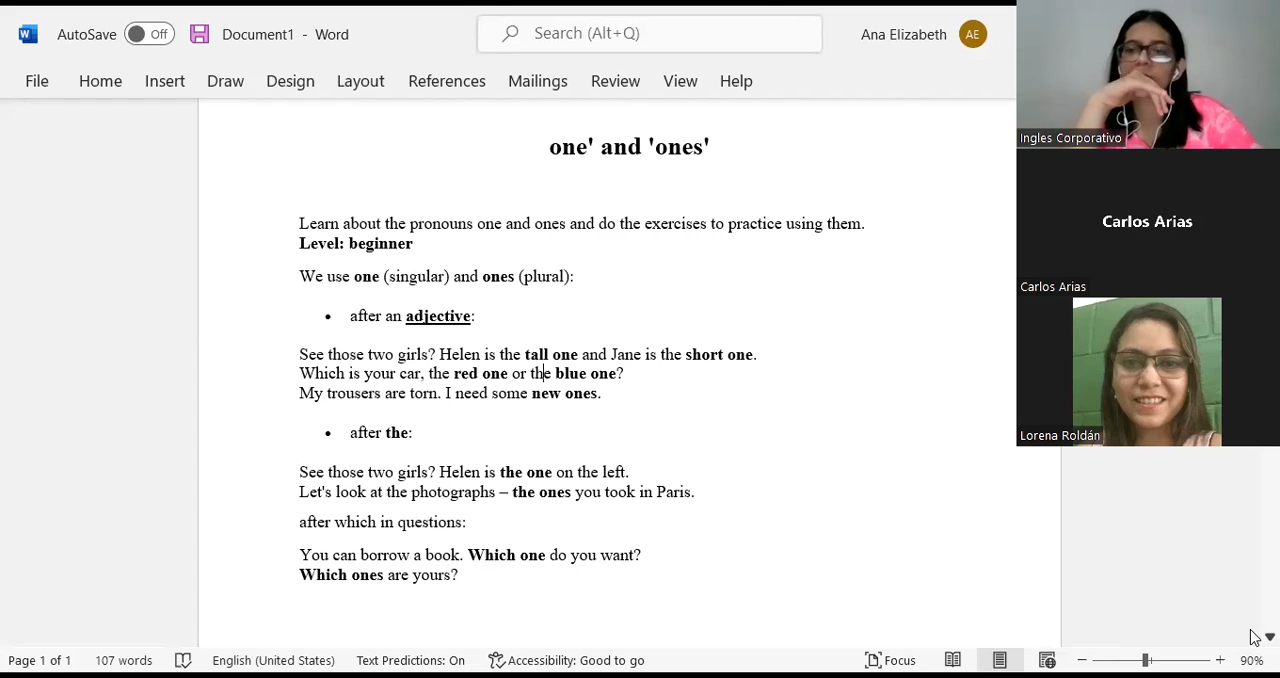 AutoSave Off Document1 - Word Search (Alt+Q) Ana Elizabeth AE
File Home Insert Draw Design Layout References Mailings Review View Help
one' and 'ones'
Learn about the pronouns one and ones and do the exercises to practice using them.
Level: beginner
We use one (singular) and ones (plural):
• after an adjective:
See those two girls? Helen is the tall one and Jane is the short one.
Which is your car, the red one or the blue one?
My trousers are torn. I need some new ones.
• after the:
See those two girls? Helen is the one on the left.
Let's look at the photographs – the ones you took in Paris.
after which in questions:
You can borrow a book. Which one do you want?
Which ones are yours?
Page 1 of 1 107 words English (United States) Text Predictions: On Accessibility: Good to go Focus 90%
Ingles Corporativo
Carlos Arias
Carlos Arias
Lorena Roldán